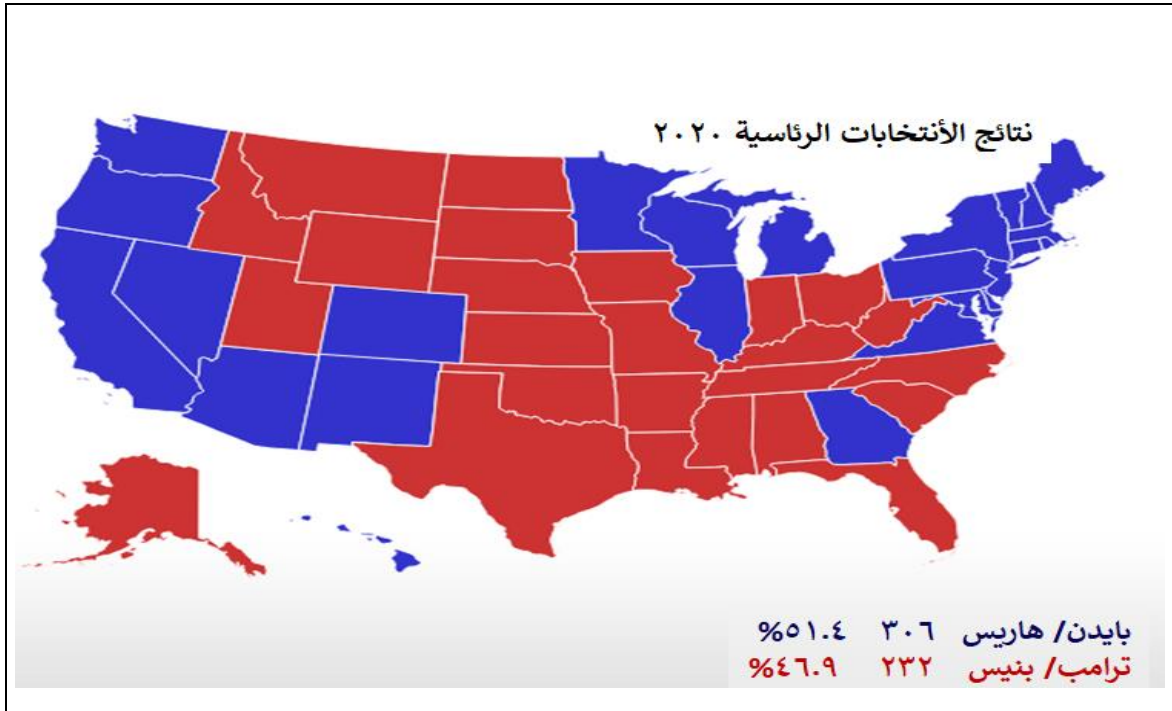 نتائج الأنتخابات الرئاسية ٢٠٢٠
بايدن/ هاريس ٣٠٦ ٥١.٤%
ترامب/ بنيس ٢٣٢ ٤٦.٩%